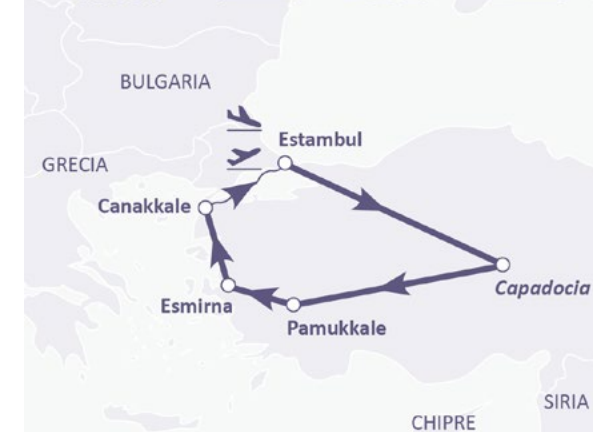 BULGARIA
Estambul
GRECIA
Canakkale
Capadocia
Esmirna
Pamukkale
SIRIA
CHIPRE